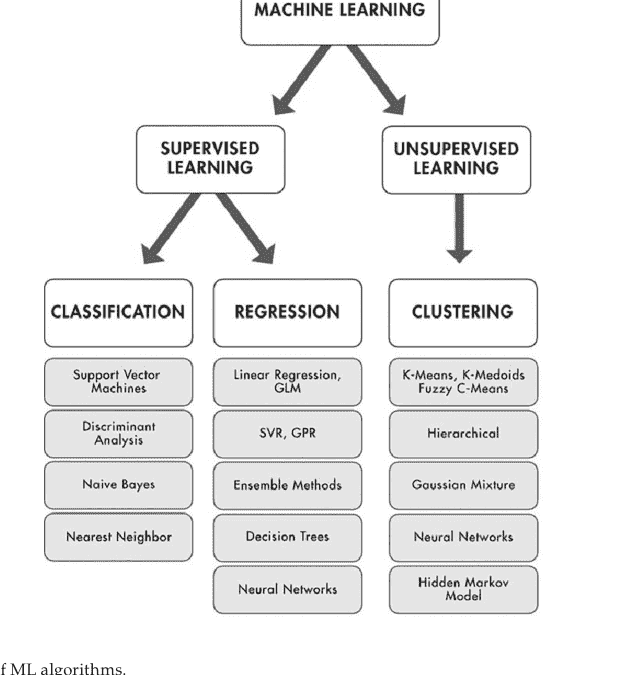 MACHINE LEARNING
SUPERVISED
LEARNING
UNSUPERVISED
LEARNING
CLASSIFICATION
REGRESSION
CLUSTERING
Support Vector
Machines
Discriminant
Analysis
Naive Bayes
Nearest Neighbor
Linear Regression,
GLM
SVR, GPR
Ensemble Methods
Decision Trees
Neural Networks
K-Means, K-Medoids
Fuzzy C-Means
Hierarchical
Gaussian Mixture
Neural Networks
Hidden Markov
Model
f ML algorithms.